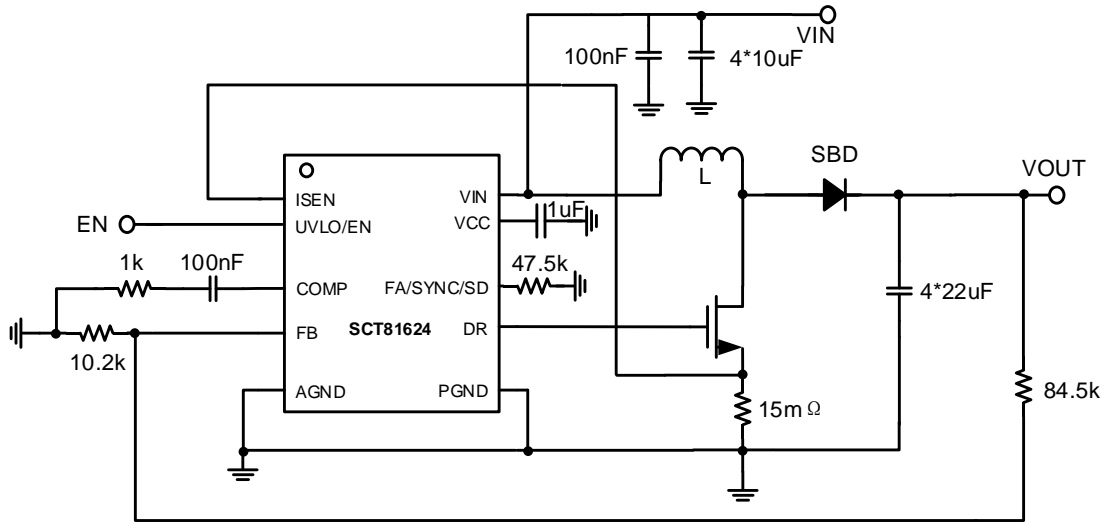 VIN
100nF
4*10uF
SBD
VOUT
L
ISEN
VIN
1uF
EN
UVLO/EN
VCC
1k
100nF
47.5k
COMP
FA/SYNC/SD
4*22uF
SCT81624
FB
DR
10.2k
84.5k
AGND
PGND
15mΩ